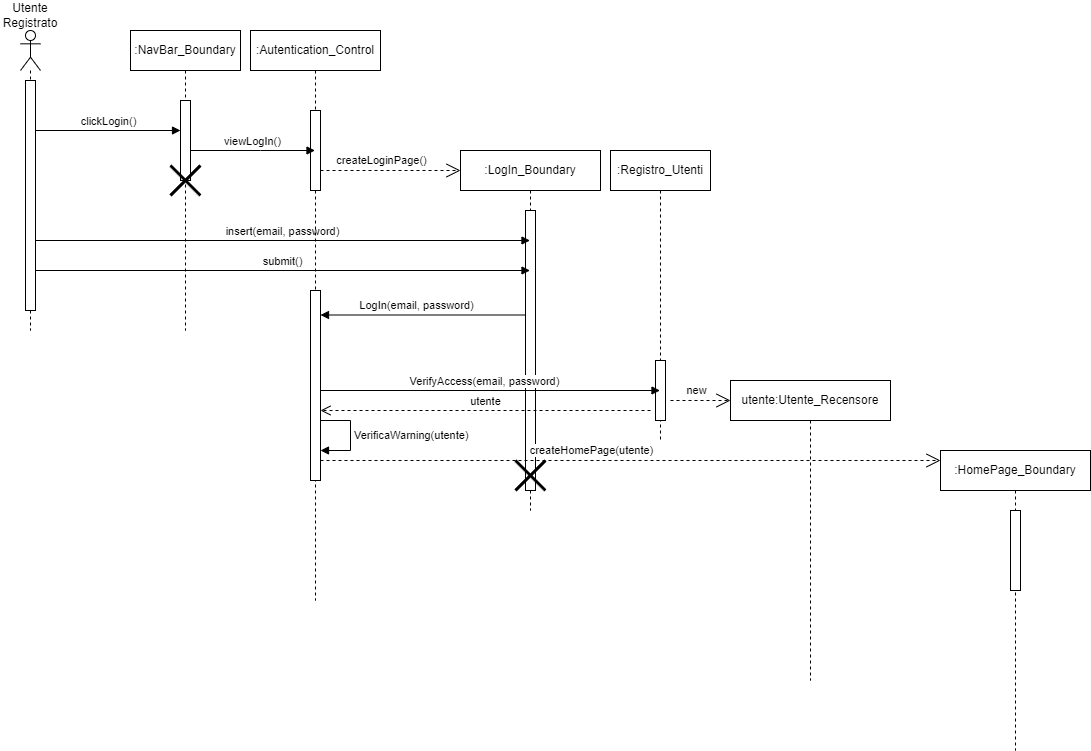 Utente
Registrato
:NavBar_Boundary
:Autentication_Control
clickLogin()
viewLogIn()
createLoginPage()
:LogIn_Boundary
:Registro_Utenti
insert(email, password)
submit()
LogIn(email, password)
VerifyAccess(email, password)
new
utente:Utente_Recensore
utente
VerificaWarning(utente)
createHomePage(utente)
:HomePage_Boundary